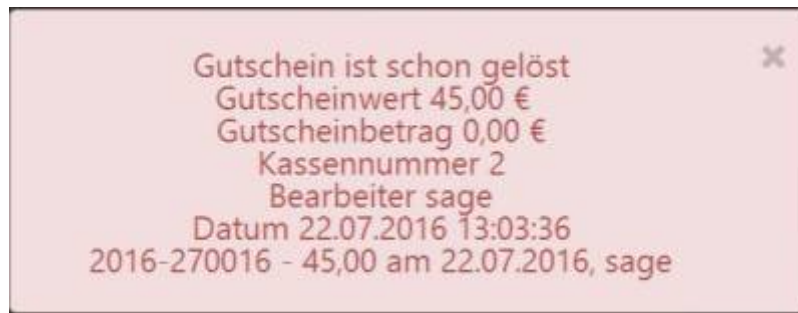 Gutschein ist schon gelöst
Gutscheinwert 45,00 €
Gutscheinbetrag 0,00 €
Kassennummer 2
Bearbeiter sage
Datum 22.07.2016 13:03:36
2016-270016 - 45,00 am 22.07.2016, sage